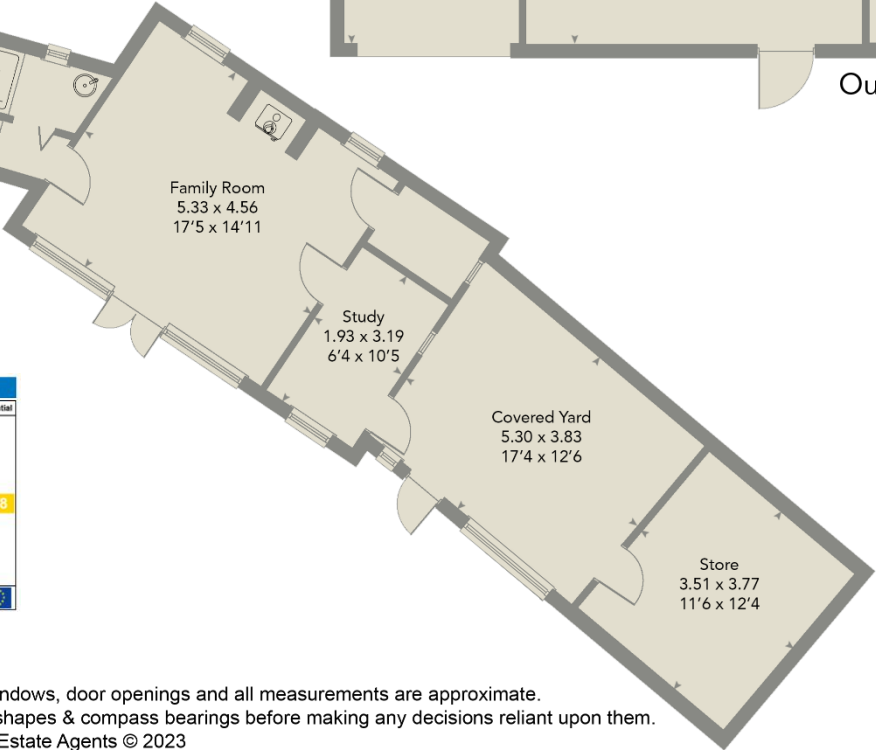 Ou
Family Room
5.33 x 4.56
17'5 x 14'11
Study
1.93 x 3.19
6'4 x 10'5
Covered Yard
5.30 x 3.83
17'4 x 12'6
Store
3.51 x 3.77
11'6 x 12'4
tial
8
ndows, door openings and all measurements are approximate.
shapes & compass bearings before making any decisions reliant upon them.
Estate Agents © 2023